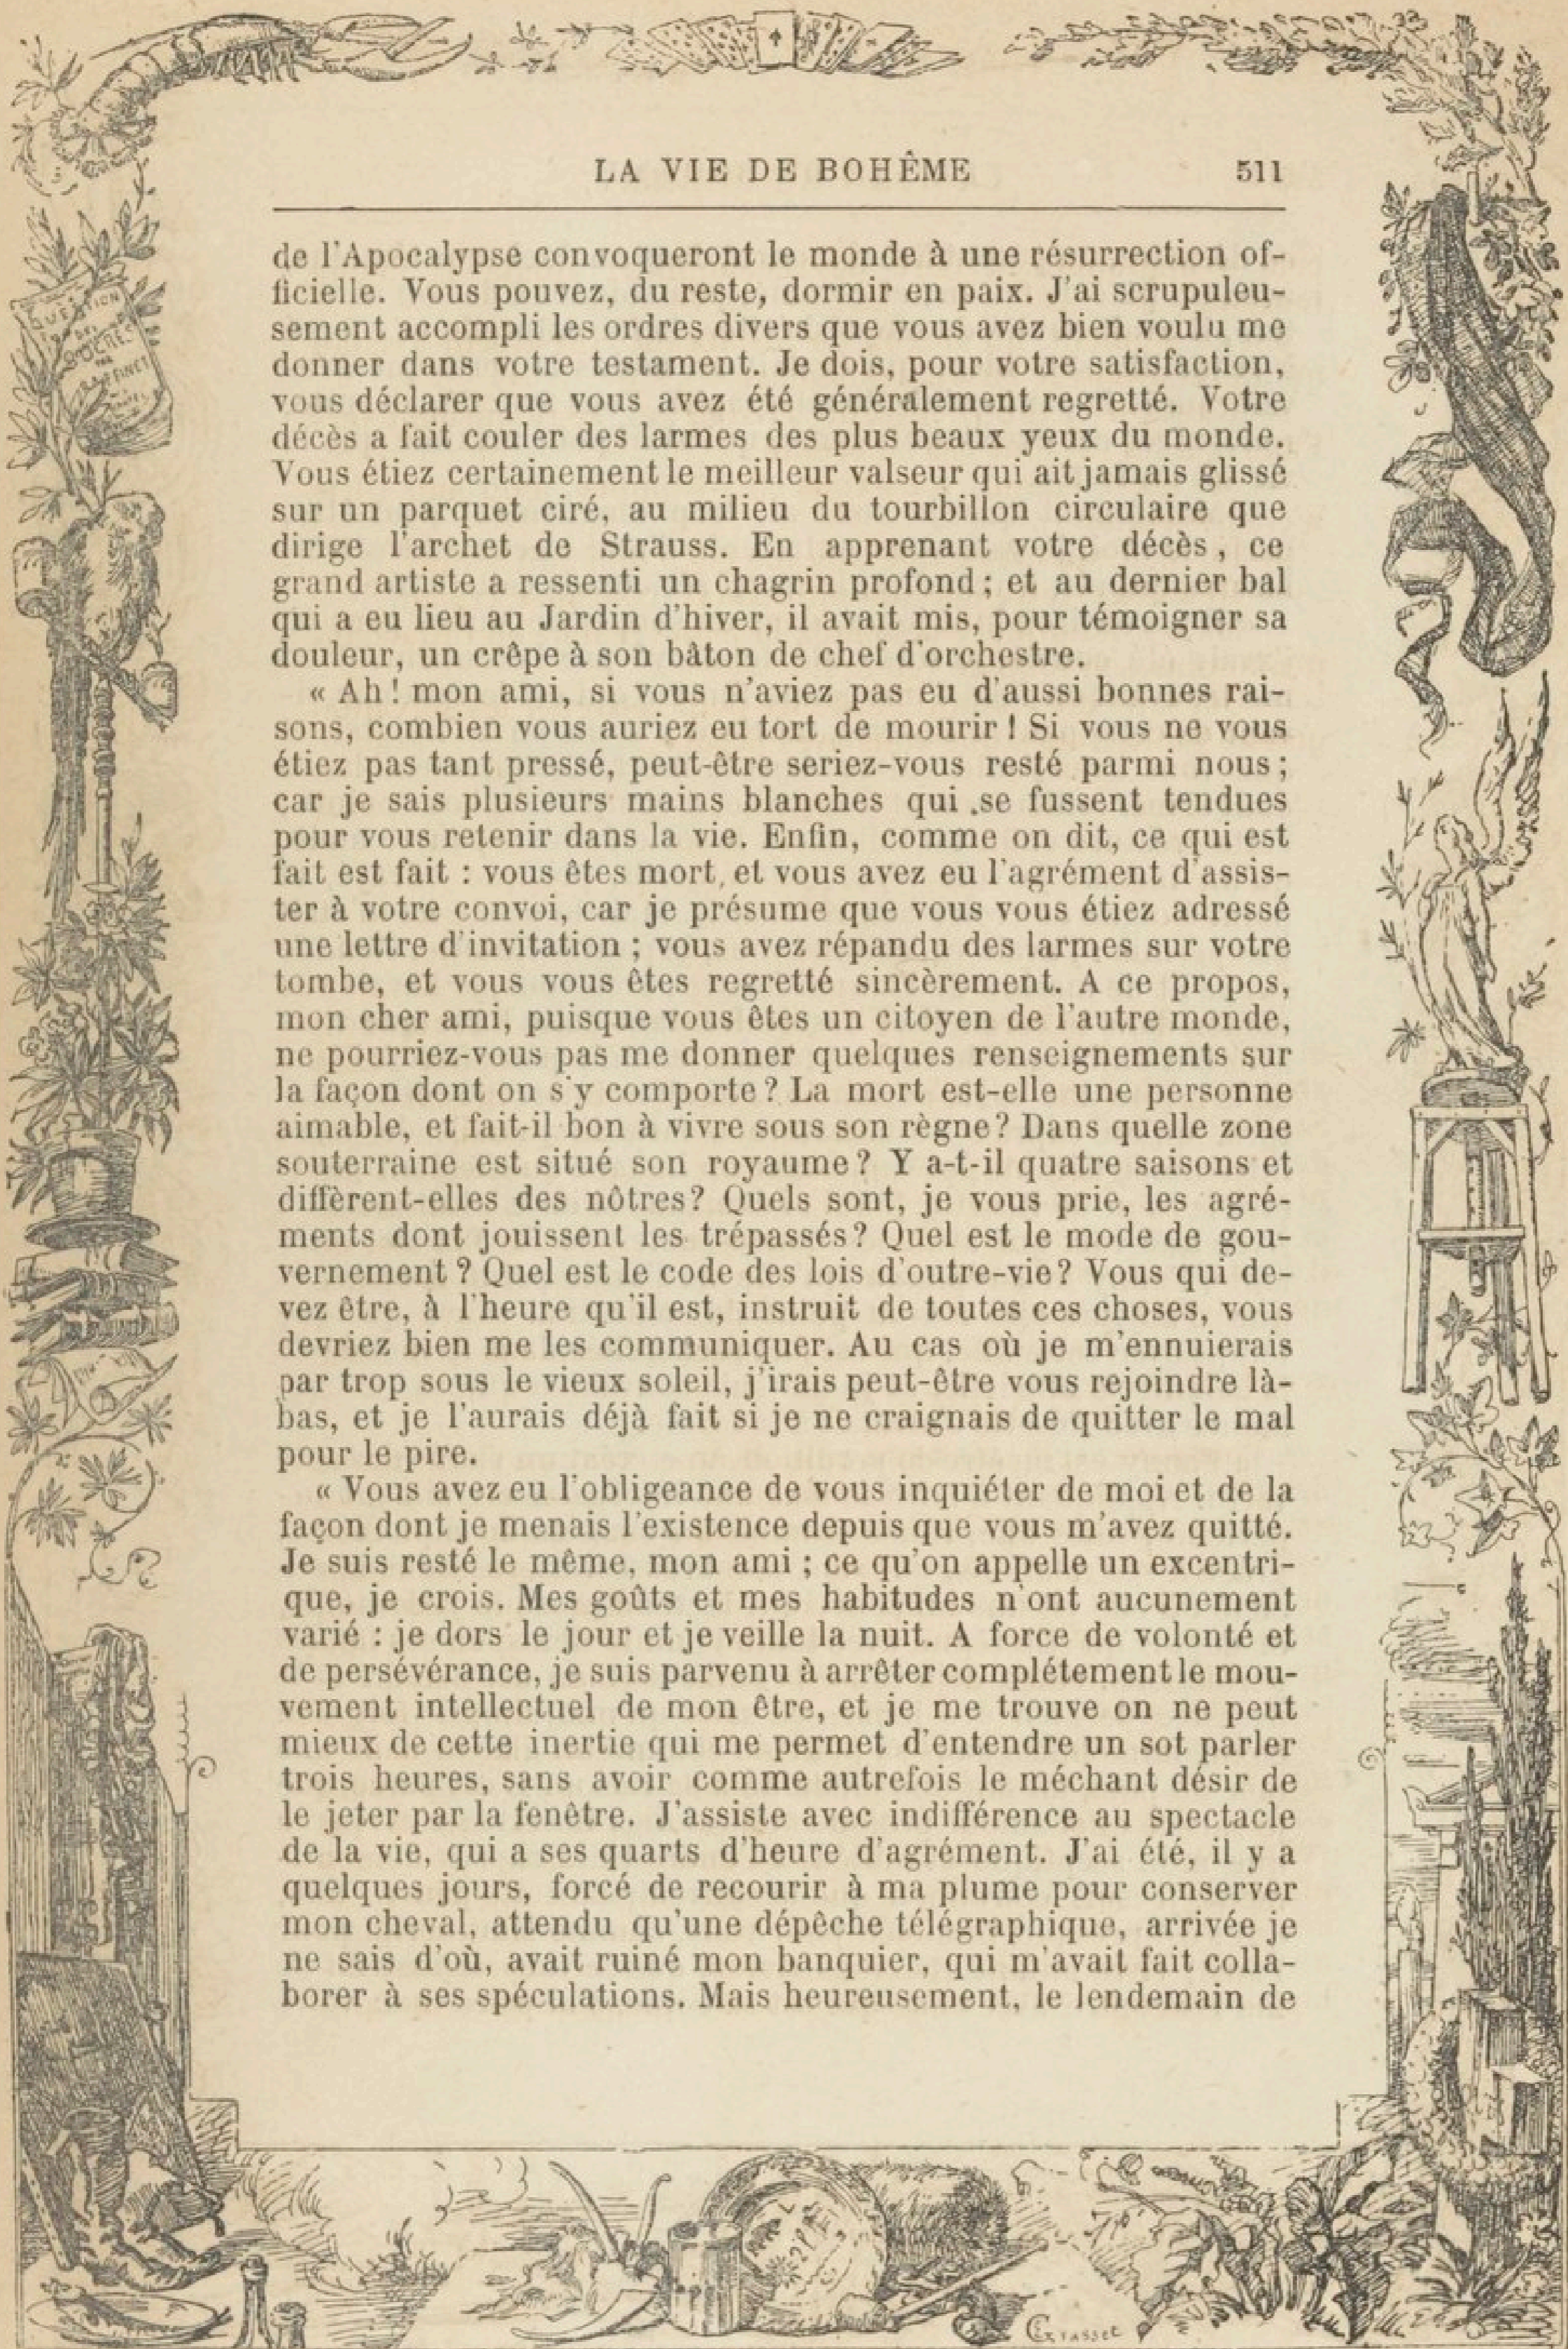 LA VIE DE BOHÊME 511
de l'Apocalypse convoqueront le monde à une résurrection of-
ficielle. Vous pouvez, du reste, dormir en paix. J'ai scrupuleu-
sement accompli les ordres divers que vous avez bien voulu me
donner dans votre testament. Je dois, pour votre satisfaction,
vous déclarer que vous avez été généralement regretté. Votre
décès a fait couler des larmes des plus beaux yeux du monde.
Vous étiez certainement le meilleur valseur qui ait jamais glissé
sur un parquet ciré, au milieu du tourbillon circulaire que
dirige l'archet de Strauss. En apprenant votre décès, ce
grand artiste a ressenti un chagrin profond ; et au dernier bal
qui a eu lieu au Jardin d'hiver, il avait mis, pour témoigner sa
douleur, un crêpe à son bâton de chef d'orchestre.
« Ah ! mon ami, si vous n'aviez pas eu d'aussi bonnes rai-
sons, combien vous auriez eu tort de mourir ! Si vous ne vous
étiez pas tant pressé, peut-être seriez-vous resté parmi nous ;
car je sais plusieurs mains blanches qui se fussent tendues
pour vous retenir dans la vie. Enfin, comme on dit, ce qui est
fait est fait : vous êtes mort, et vous avez eu l'agrément d'assis-
ter à votre convoi, car je présume que vous vous étiez adressé
une lettre d'invitation ; vous avez répandu des larmes sur votre
tombe, et vous vous êtes regretté sincèrement. A ce propos,
mon cher ami, puisque vous êtes un citoyen de l'autre monde,
ne pourriez-vous pas me donner quelques renseignements sur
la façon dont on s'y comporte ? La mort est-elle une personne
aimable, et fait-il bon à vivre sous son règne ? Dans quelle zone
souterraine est situé son royaume ? Y a-t-il quatre saisons et
diffèrent-elles des nôtres ? Quels sont, je vous prie, les agré-
ments dont jouissent les trépassés ? Quel est le mode de gou-
vernement ? Quel est le code des lois d'outre-vie ? Vous qui de-
vez être, à l'heure qu'il est, instruit de toutes ces choses, vous
devriez bien me les communiquer. Au cas où je m'ennuierais
par trop sous le vieux soleil, j'irais peut-être vous rejoindre là-
bas, et je l'aurais déjà fait si je ne craignais de quitter le mal
pour le pire.
« Vous avez eu l'obligeance de vous inquiéter de moi et de la
façon dont je menais l'existence depuis que vous m'avez quitté.
Je suis resté le même, mon ami ; ce qu'on appelle un excentri-
que, je crois. Mes goûts et mes habitudes n'ont aucunement
varié : je dors le jour et je veille la nuit. A force de volonté et
de persévérance, je suis parvenu à arrêter complétement le mou-
vement intellectuel de mon être, et je me trouve on ne peut
mieux de cette inertie qui me permet d'entendre un sot parler
trois heures, sans avoir comme autrefois le méchant désir de
le jeter par la fenêtre. J'assiste avec indifférence au spectacle
de la vie, qui a ses quarts d'heure d'agrément. J'ai été, il y a
quelques jours, forcé de recourir à ma plume pour conserver
mon cheval, attendu qu'une dépêche télégraphique, arrivée je
ne sais d'où, avait ruiné mon banquier, qui m'avait fait colla-
borer à ses spéculations. Mais heureusement, le lendemain de
QUESTION
DES
SUCRES
PAR
Grasset